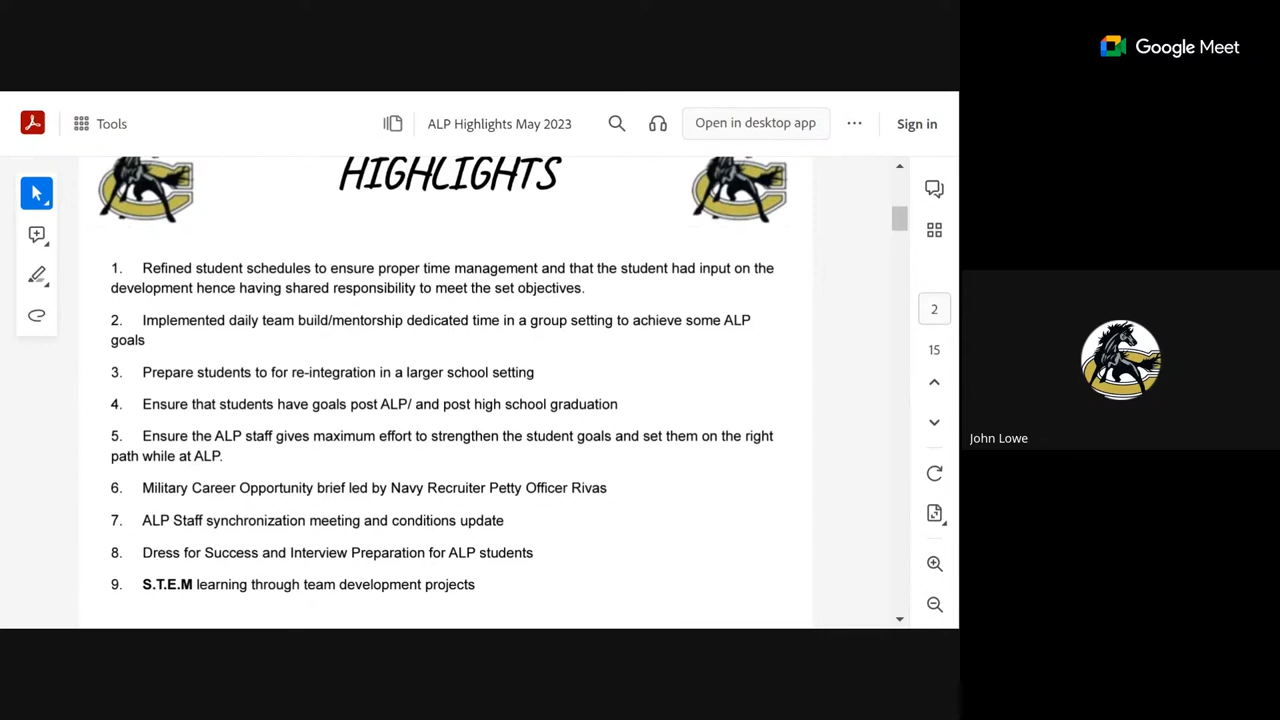 Google Meet
Tools
ALP Highlights May 2023
Open in desktop app
Sign in
HIGHLIGHTS
1. Refined student schedules to ensure proper time management and that the student had input on the
development hence having shared responsibility to meet the set objectives.
2. Implemented daily team build/mentorship dedicated time in a group setting to achieve some ALP
goals
3. Prepare students to for re-integration in a larger school setting
4. Ensure that students have goals post ALP/ and post high school graduation
5. Ensure the ALP staff gives maximum effort to strengthen the student goals and set them on the right
path while at ALP.
6. Military Career Opportunity brief led by Navy Recruiter Petty Officer Rivas
7. ALP Staff synchronization meeting and conditions update
8. Dress for Success and Interview Preparation for ALP students
9. S.T.E.M learning through team development projects
2
15
John Lowe